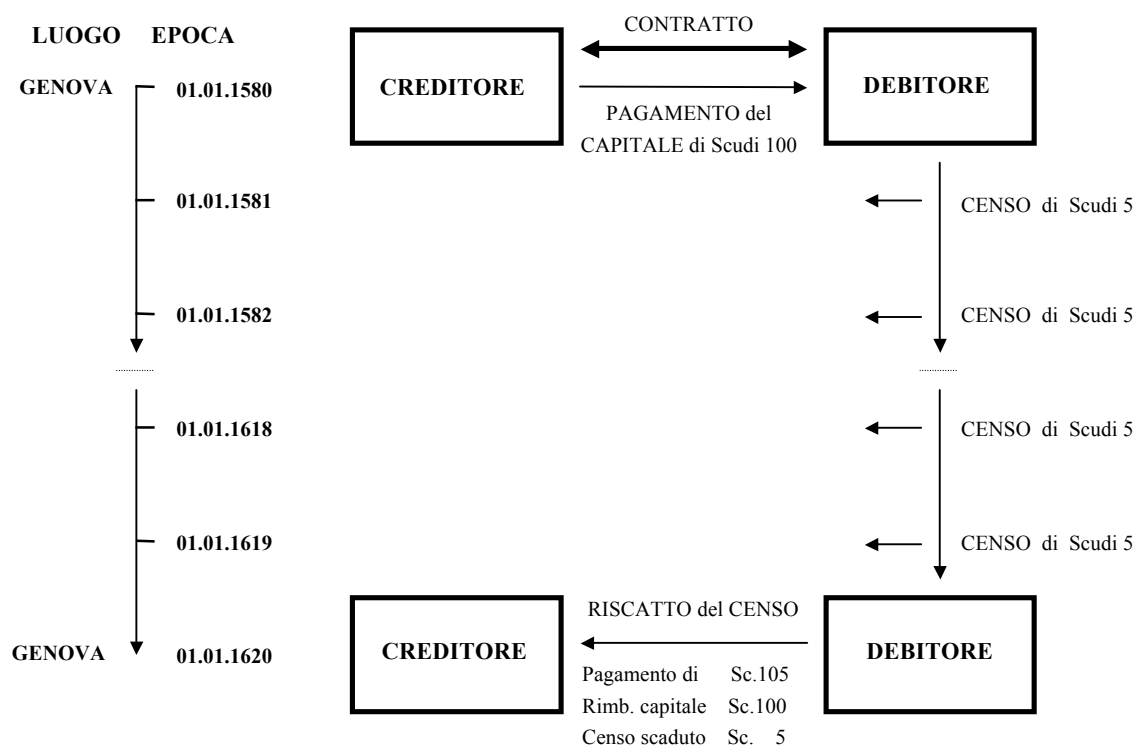 LUOGO EPOCA
CONTRATTO
GENOVA 01.01.1580
CREDITORE
DEBITORE
PAGAMENTO del
CAPITALE di Scudi 100
01.01.1581
CENSO di Scudi 5
01.01.1582
CENSO di Scudi 5
01.01.1618
CENSO di Scudi 5
01.01.1619
CENSO di Scudi 5
RISCATTO del CENSO
GENOVA 01.01.1620
CREDITORE
DEBITORE
Pagamento di Sc.105
Rimb. capitale Sc.100
Censo scaduto Sc. 5